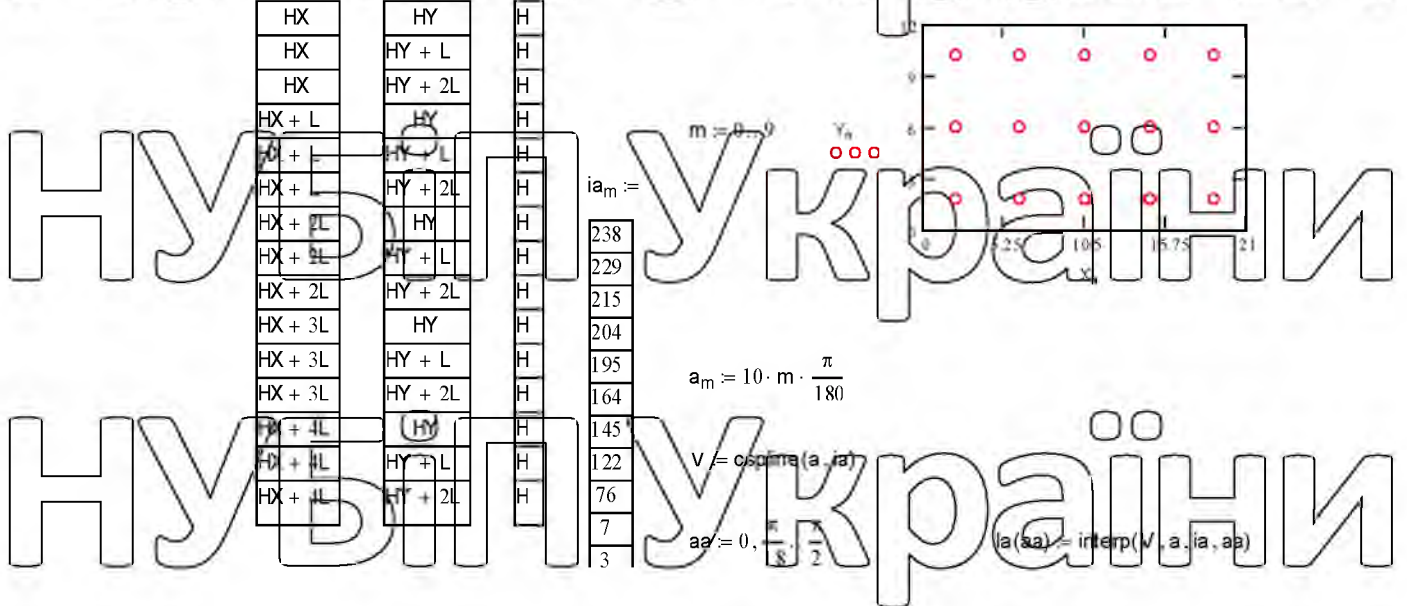 HX HY H
HX HY + L H
HX HY + 2L H
HX + L HY H
HX + L HY + L H
HX + L HY + 2L H
HX + 2L HY H
HX + 2L HY + L H
HX + 2L HY + 2L H
HX + 3L HY H
HX + 3L HY + L H
HX + 3L HY + 2L H
HX + 4L HY H
HX + 4L HY + L H
HX + 4L HY + 2L H
ia_m :=
238
229
215
204
195
164
145
122
76
7
3
m := 0 .. 9
12
9
6
Y_n
0 5.25 10.5 15.75 21
X_n
a_m := 10 · m · π/180
V := cspline(a , ia)
aa := 0 , π/18 .. π/2
Ia(aa) := interp(V , a , ia , aa)
НУБіП України
НУБіП України